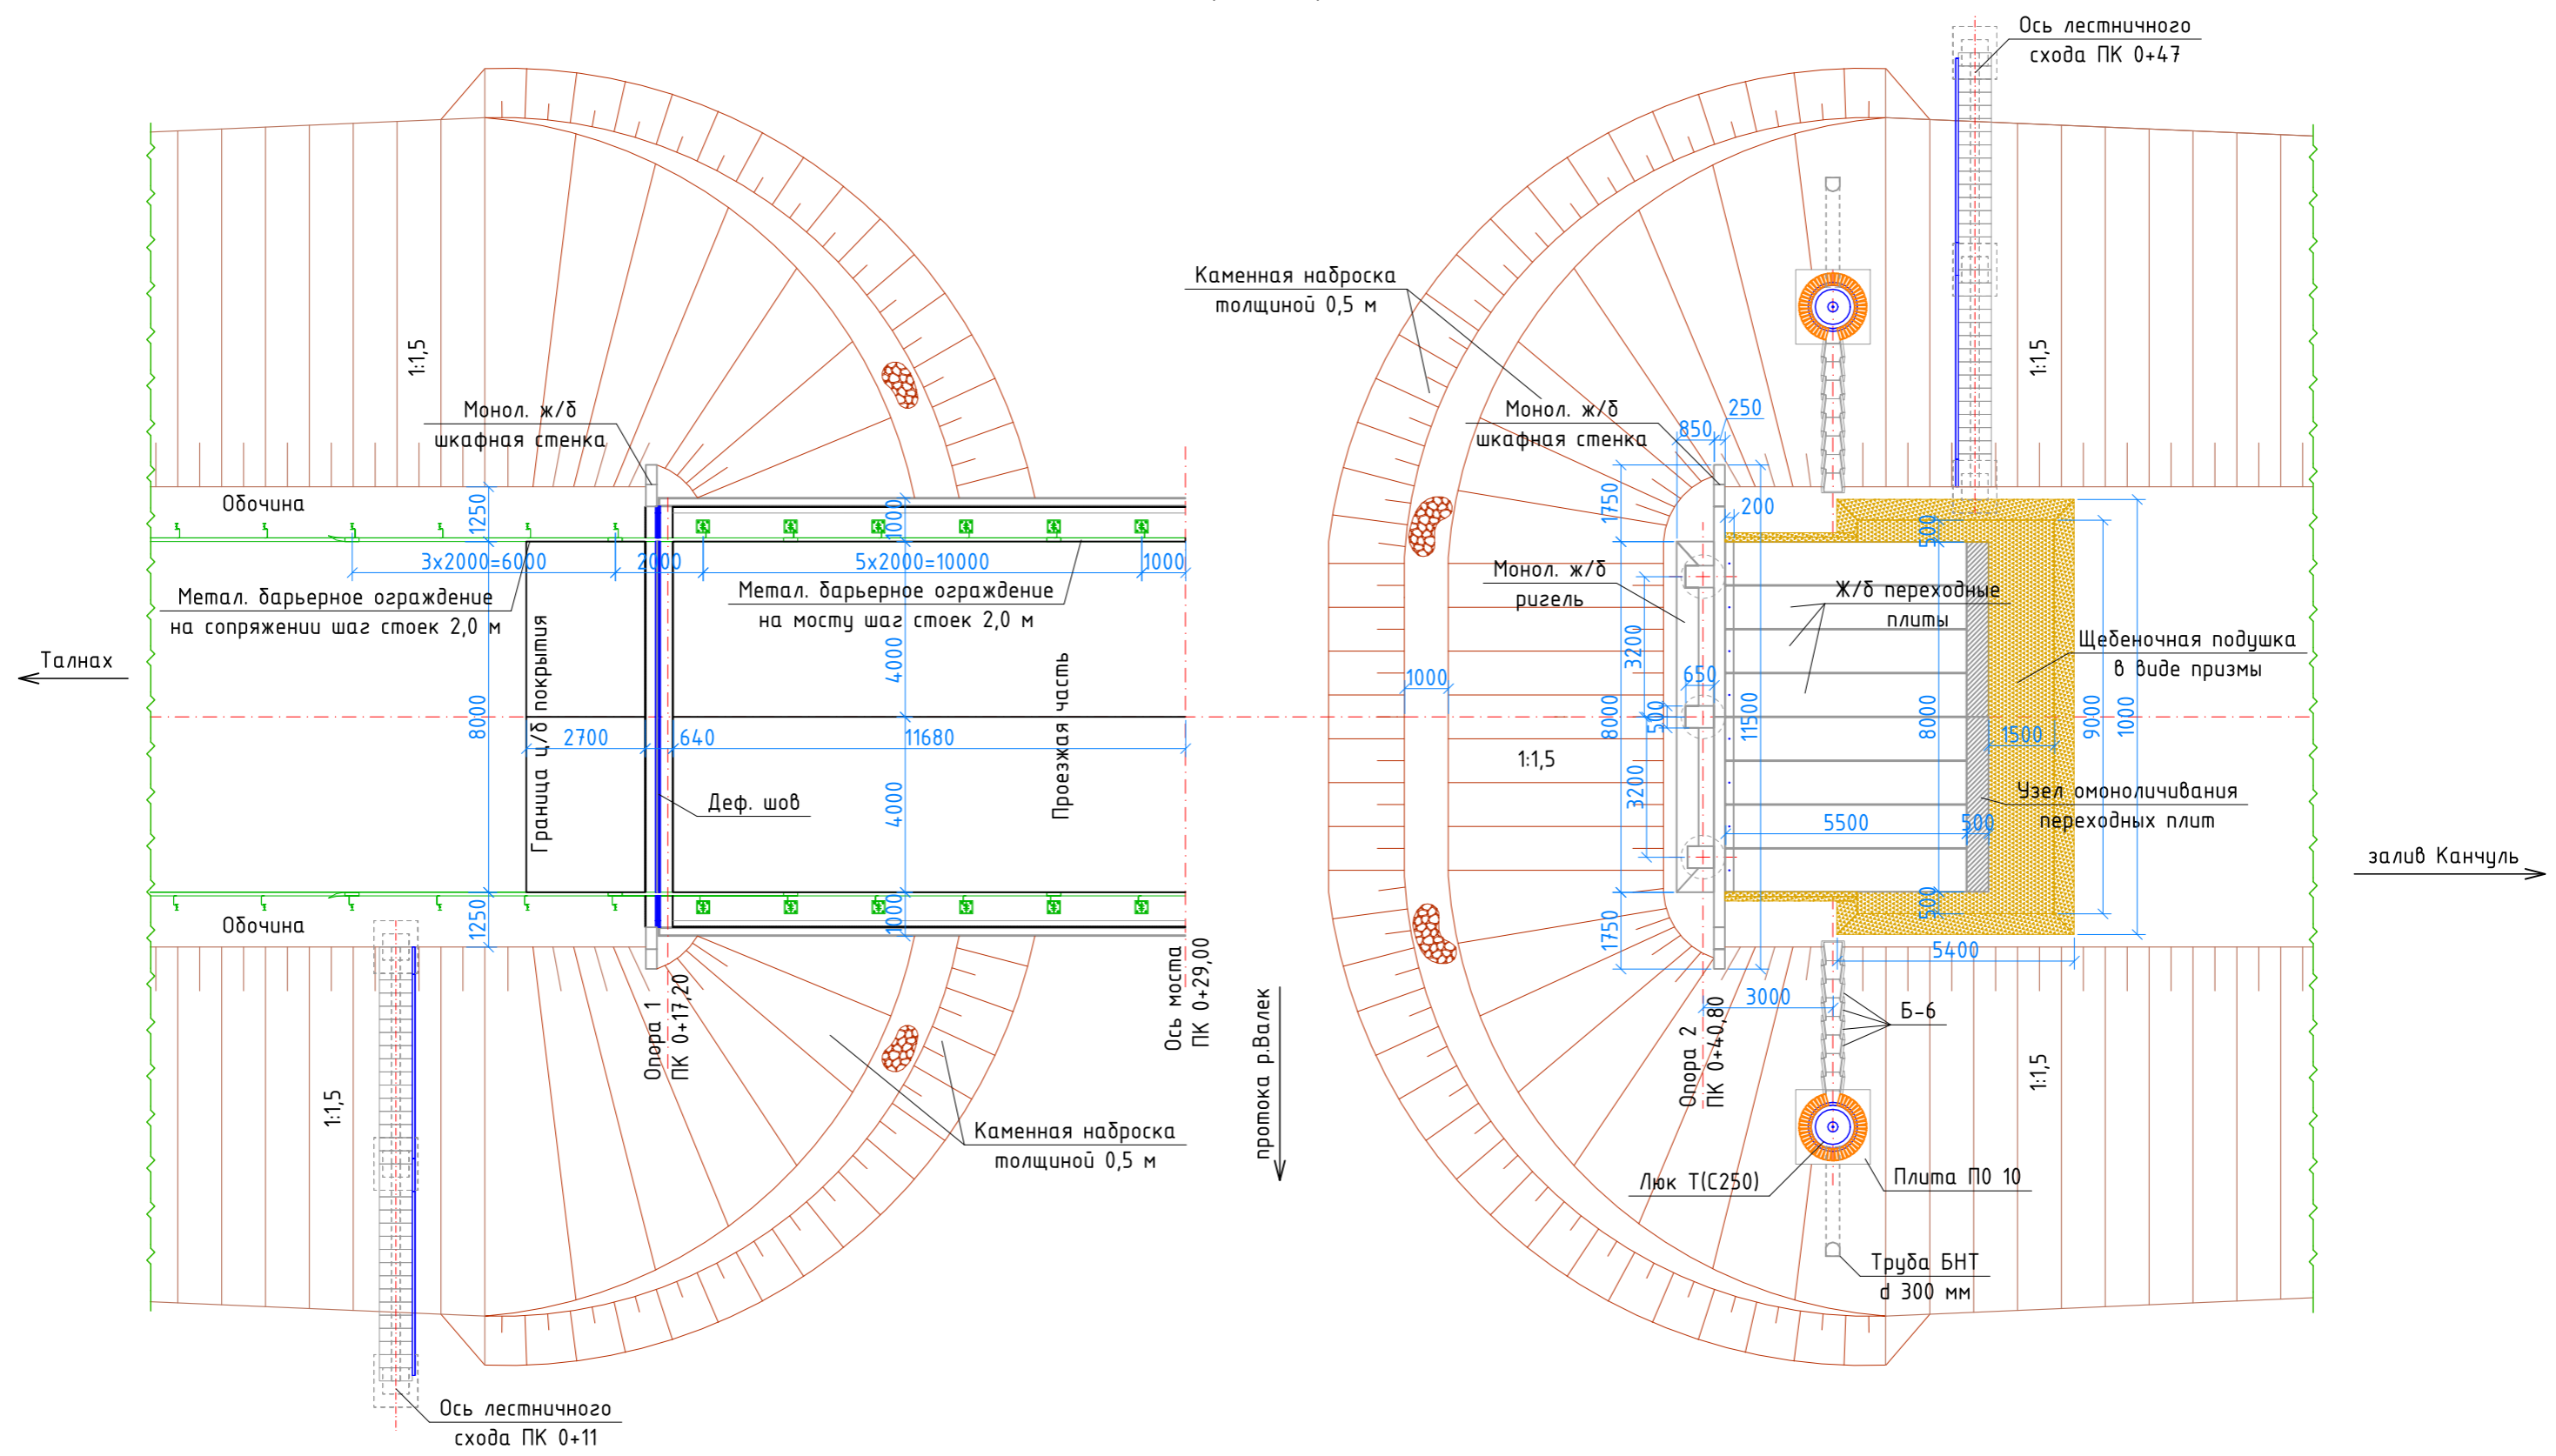 Ось лестничного
схода ПК 0+47
Каменная наброска
толщиной 0,5 м
1:1,5
1:1,5
Монол. ж/б
шкафная стенка
Монол. ж/б
шкафная стенка
250
850
Обочина
1250
1000
1750
200
500
3x2000=6000
2000
5x2000=10000
1000
Метал. барьерное ограждение
на сопряжении шаг стоек 2,0 м
Метал. барьерное ограждение
на мосту шаг стоек 2,0 м
Монол. ж/б
ригель
Ж/б переходные
плиты
Щебеночная подушка
в виде призмы
Талнах
Граница ц/б покрытия
4000
Проезжая часть
3200
650
1000
8000
2700
640
11680
8000
500
11500
8000
1500
9000
1000
1:1,5
Деф. шов
4000
3200
Узел омоноличивания
переходных плит
5500
500
залив Канчуль
Обочина
1250
1000
1750
500
5400
Опора 1
ПК 0+17,20
Ось моста
ПК 0+29,00
протока р.Валек
3000
Опора 2
ПК 0+40,80
Б-6
1:1,5
1:1,5
Каменная наброска
толщиной 0,5 м
Люк Т(С250)
Плита ПО 10
Труба БНТ
d 300 мм
Ось лестничного
схода ПК 0+11